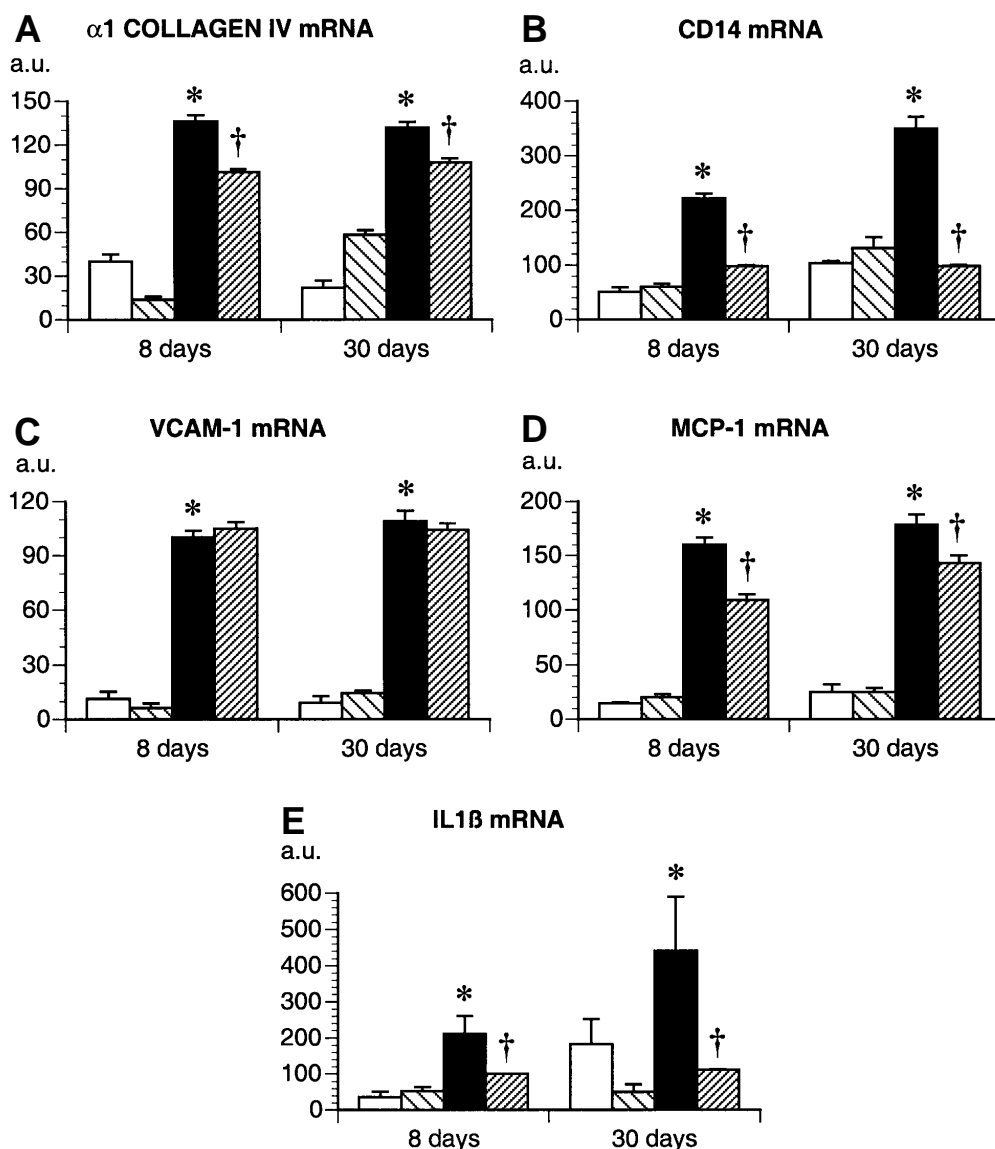 A α1 COLLAGEN IV mRNA
a.u.
150
120
90
60
30
0
* † * †
8 days 30 days
B CD14 mRNA
a.u.
400
300
200
100
0
* † * †
8 days 30 days
C VCAM-1 mRNA
a.u.
120
90
60
30
0
* *
8 days 30 days
D MCP-1 mRNA
a.u.
200
150
100
50
0
* † * †
8 days 30 days
E IL1ß mRNA
a.u.
600
500
400
300
200
100
0
* † * †
8 days 30 days